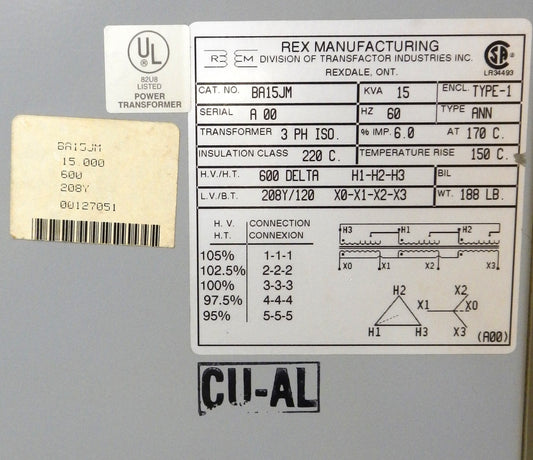 UL
82U8
LISTED
POWER
TRANSFORMER
BA15JM
15.000
600
208Y
00127051
REX MANUFACTURING
DIVISION OF TRANSFACTOR INDUSTRIES INC.
REXDALE, ONT.
LR34493
CAT. NO. BA15JM KVA 15 ENCL. TYPE-1
SERIAL A 00 HZ 60 TYPE ANN
TRANSFORMER 3 PH ISO. % IMP. 6.0 AT 170 C.
INSULATION CLASS 220 C. TEMPERATURE RISE 150 C.
H.V./H.T. 600 DELTA H1-H2-H3 BIL
L.V./B.T. 208Y/120 X0-X1-X2-X3 WT. 188 LB.
H. V. CONNECTION
H.T. CONNEXION
105% 1-1-1
102.5% 2-2-2
100% 3-3-3
97.5% 4-4-4
95% 5-5-5
H3 H1 H2
X0 X1 X2 X3
H2 X2
X1 X0
H1 H3 X3
(A00)
CU-AL